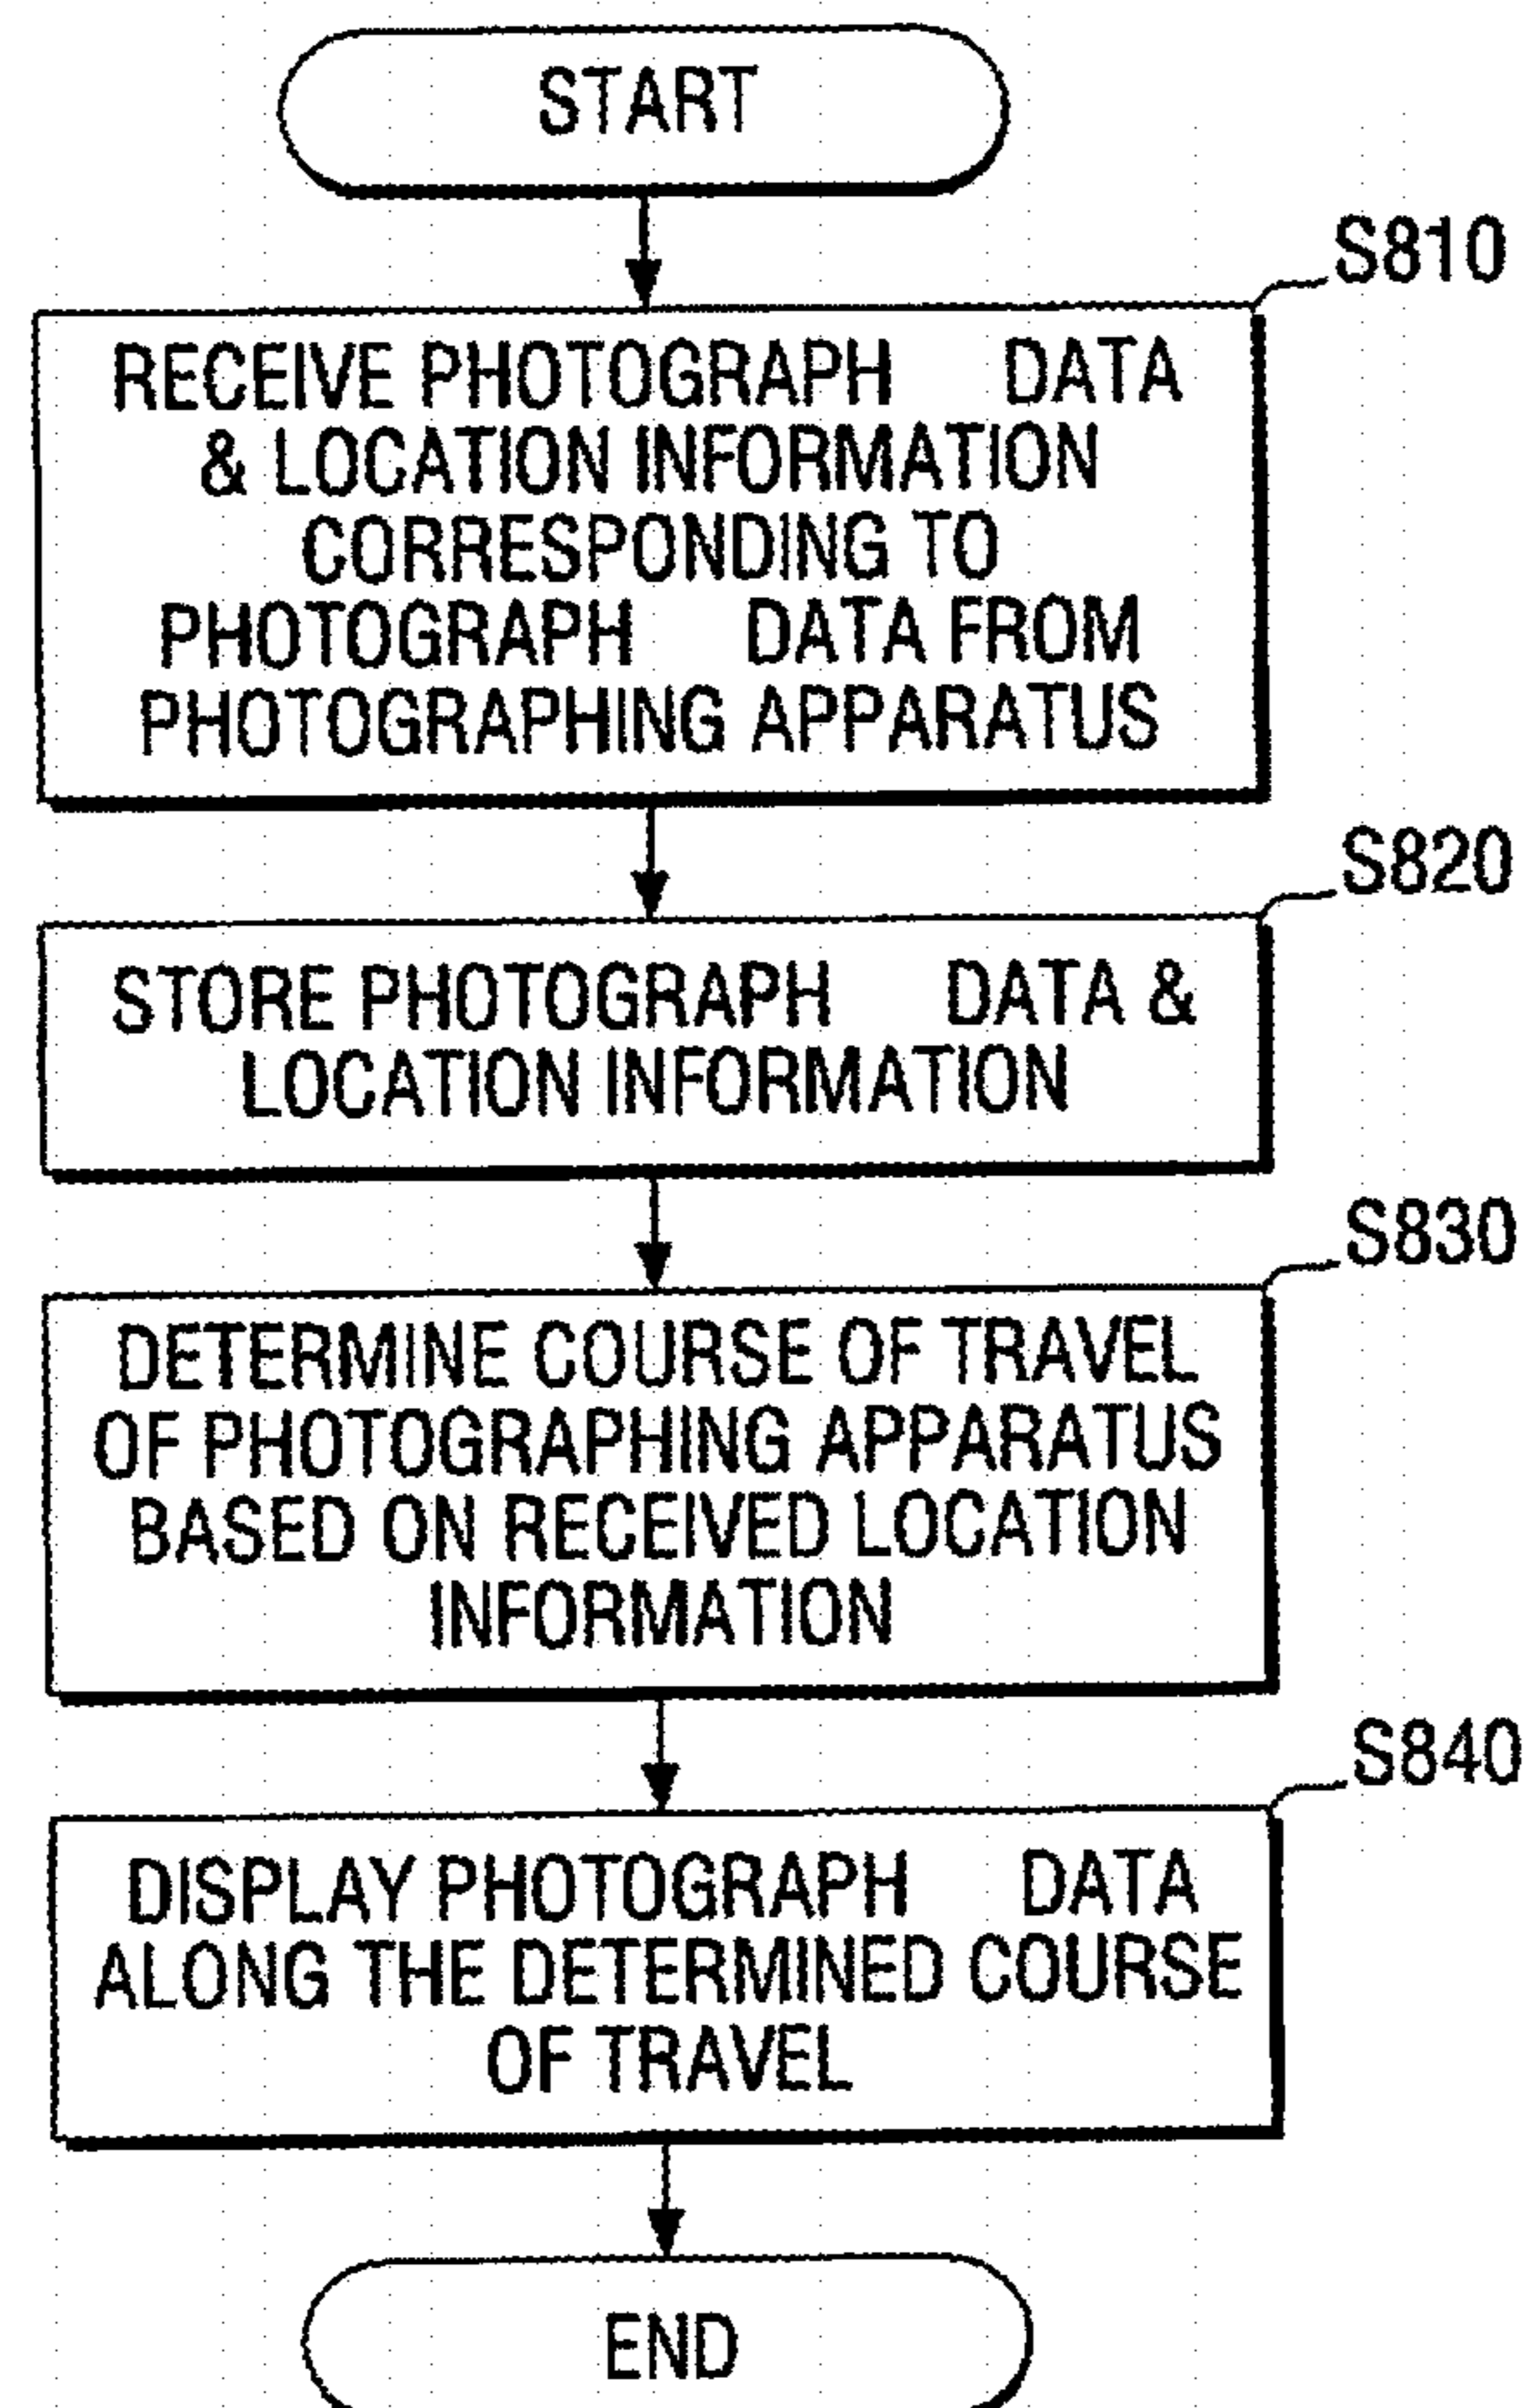 START
S810
RECEIVE PHOTOGRAPH DATA
& LOCATION INFORMATION
CORRESPONDING TO
PHOTOGRAPH DATA FROM
PHOTOGRAPHING APPARATUS
S820
STORE PHOTOGRAPH DATA &
LOCATION INFORMATION
S830
DETERMINE COURSE OF TRAVEL
OF PHOTOGRAPHING APPARATUS
BASED ON RECEIVED LOCATION
INFORMATION
S840
DISPLAY PHOTOGRAPH DATA
ALONG THE DETERMINED COURSE
OF TRAVEL
END